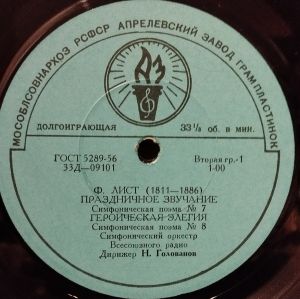 МОСОБЛСОВНАРХОЗ РСФСР АПРЕЛЕВСКИЙ ЗАВОД ГРАМПЛАСТИНОК
АЗ
ДОЛГОИГРАЮЩАЯ 33⅓ об. в мин.
ГОСТ 5289-56 Вторая гр.-1
33Д—09101 1-00
Ф. ЛИСТ (1811—1886)
ПРАЗДНИЧНОЕ ЗВУЧАНИЕ
Симфоническая поэма № 7
ГЕРОИЧЕСКАЯ ЭЛЕГИЯ
Симфоническая поэма № 8
Симфонический оркестр
Всесоюзного радио
Дирижер Н. Голованов